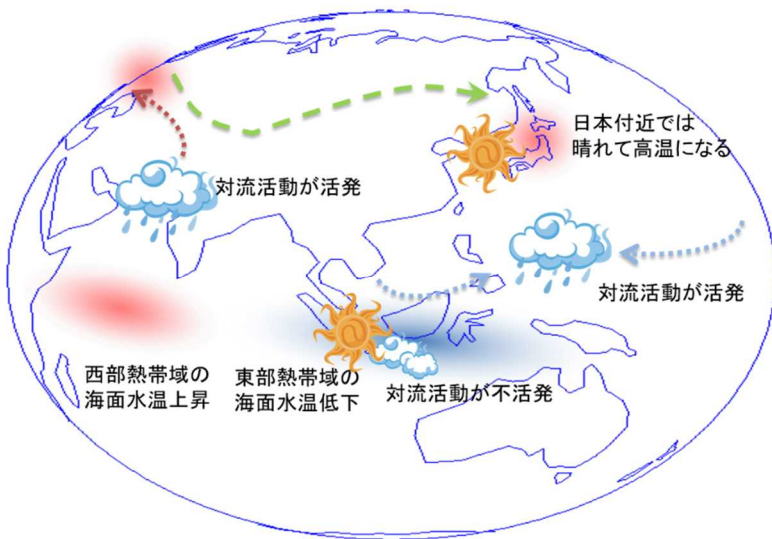 日本付近では
晴れて高温になる
対流活動が活発
対流活動が活発
西部熱帯域の
海面水温上昇
東部熱帯域の
海面水温低下
対流活動が不活発